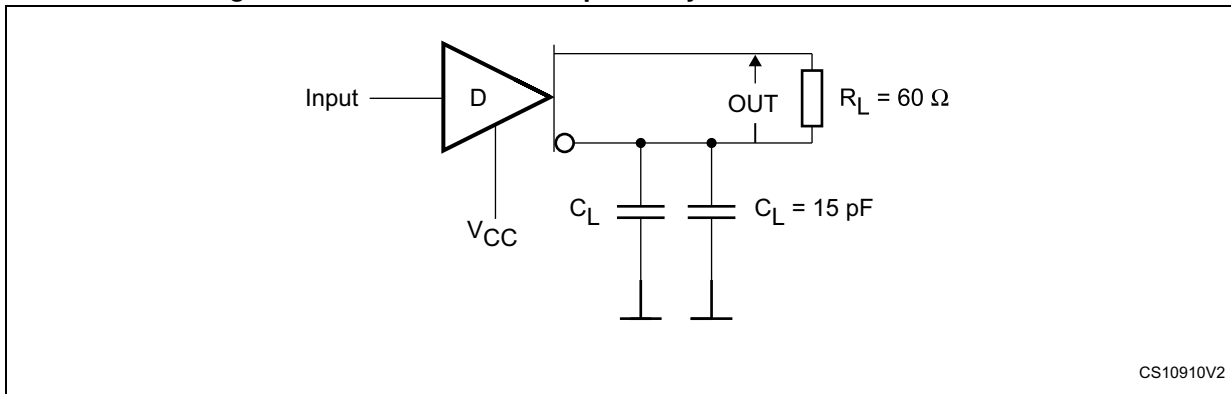 Input
D
OUT
R_L = 60 Ω
V_CC
C_L
C_L = 15 pF
CS10910V2